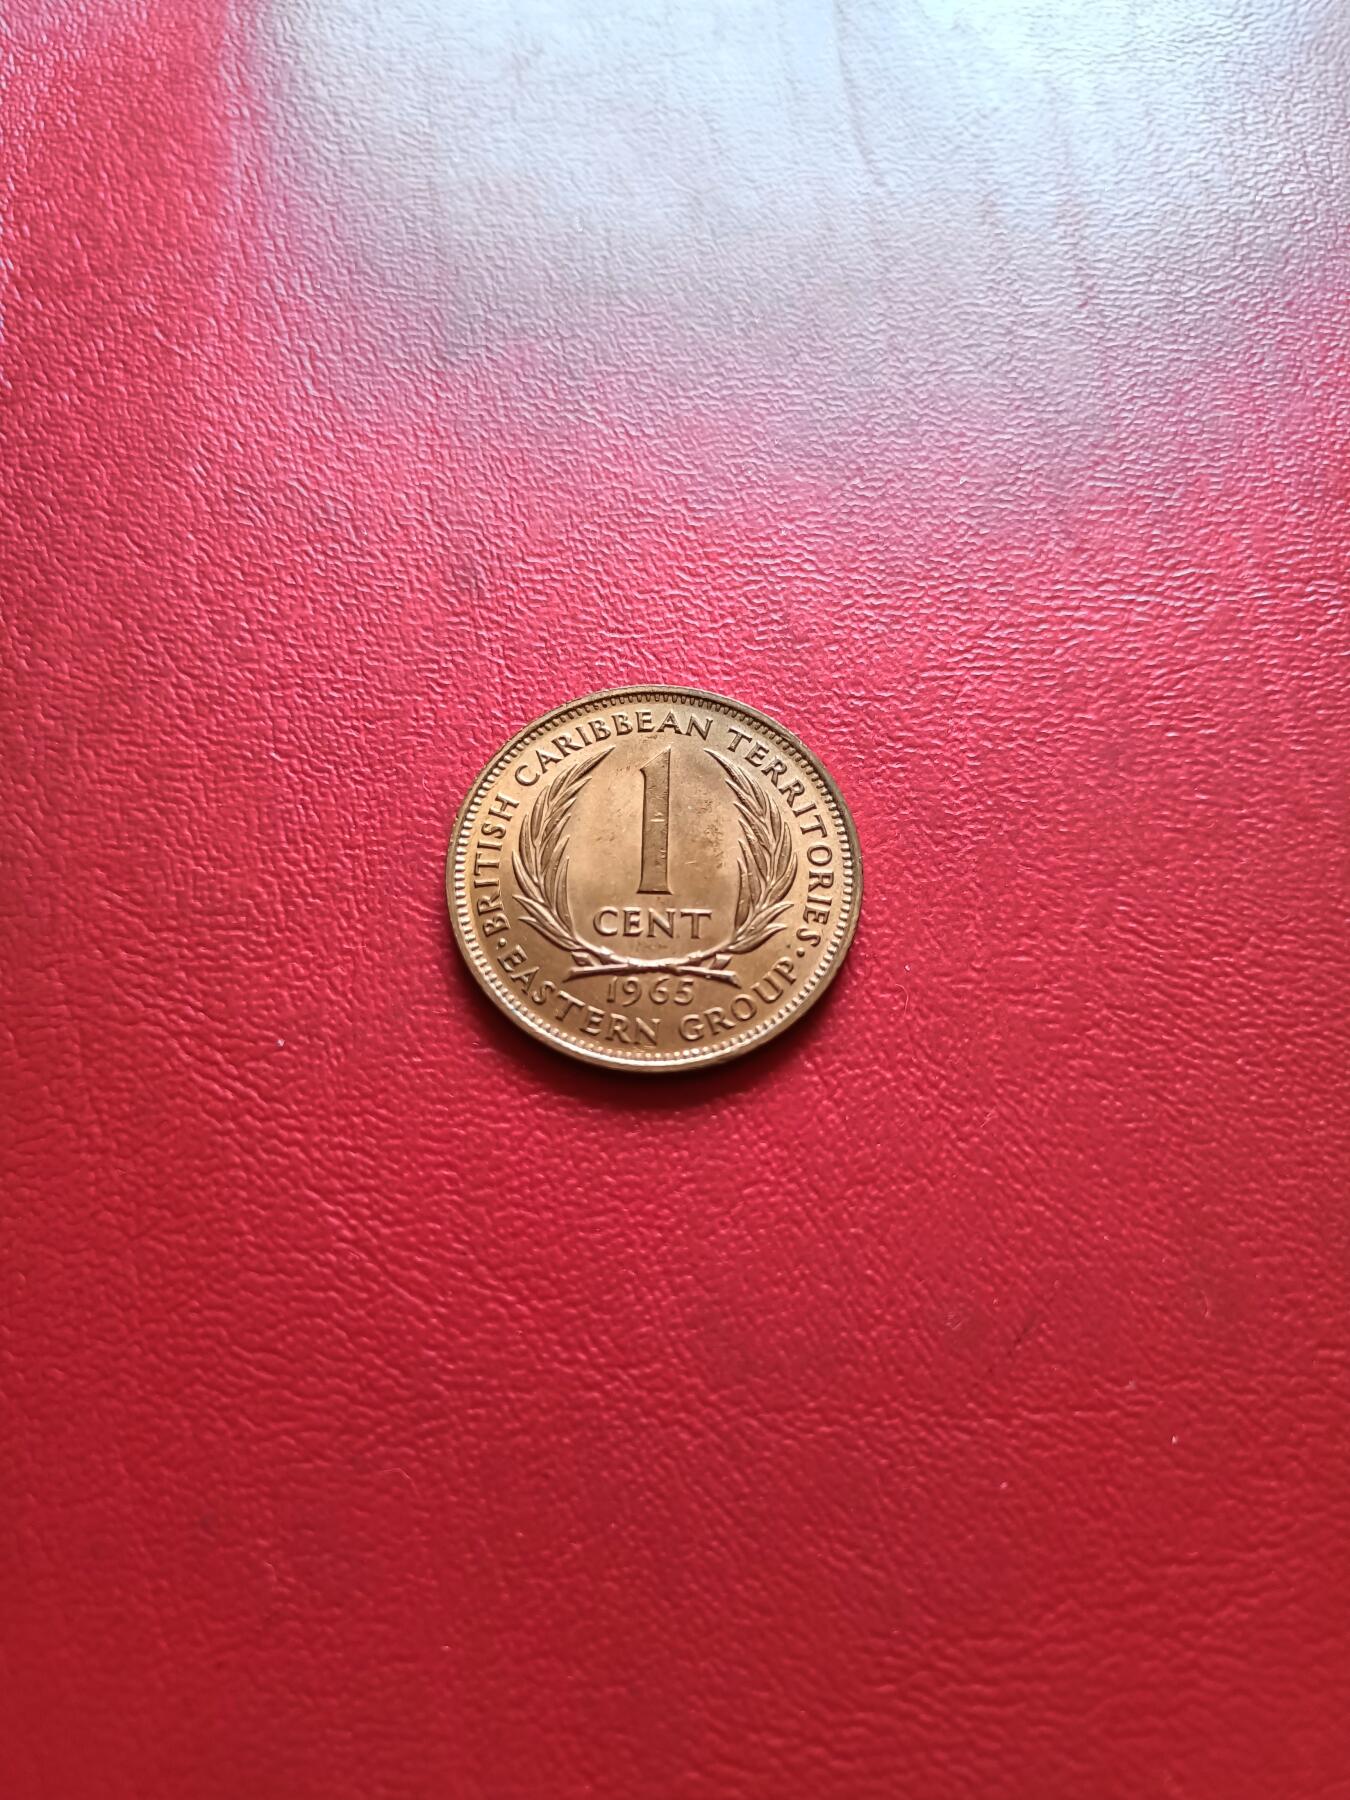 BRITISH CARIBBEAN TERRITORIES
1
CENT
1965
· EASTERN GROUP ·